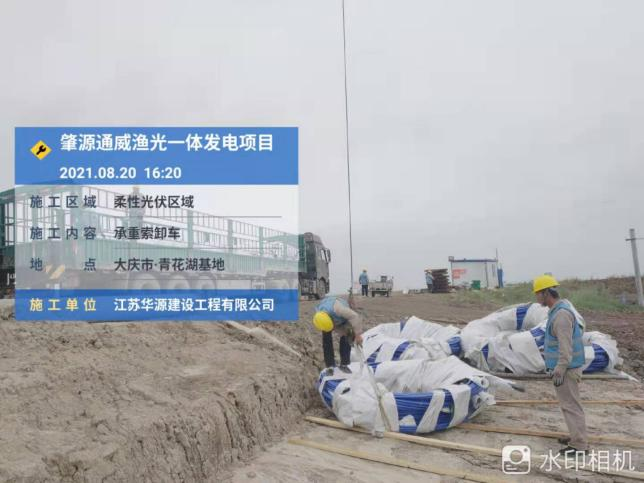 肇源通威渔光一体发电项目
2021.08.20 16:20
施工区域 柔性光伏区域
施工内容 承重索卸车
地点 大庆市·青花湖基地
施工单位 江苏华源建设工程有限公司
水印相机